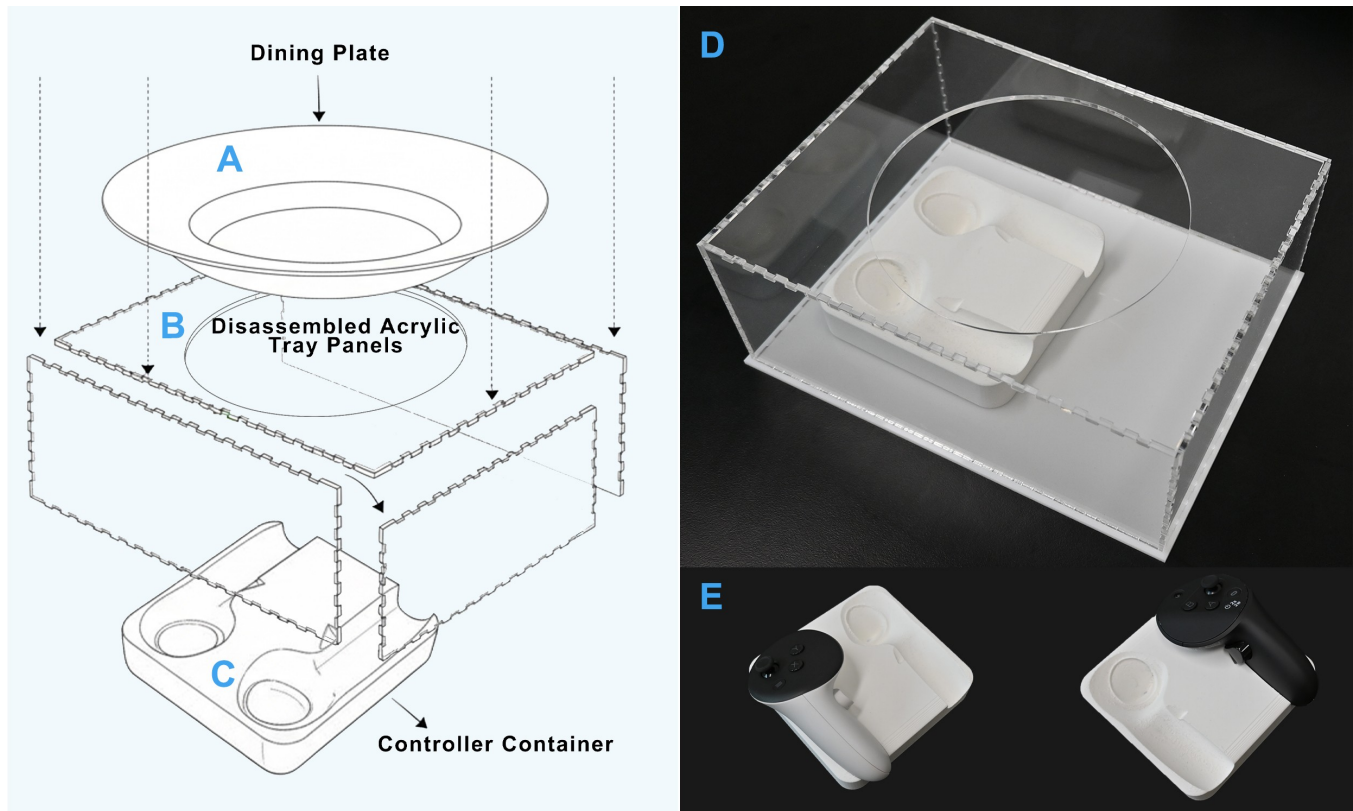 Dining Plate
A
B
Disassembled Acrylic
Tray Panels
C
Controller Container
D
E